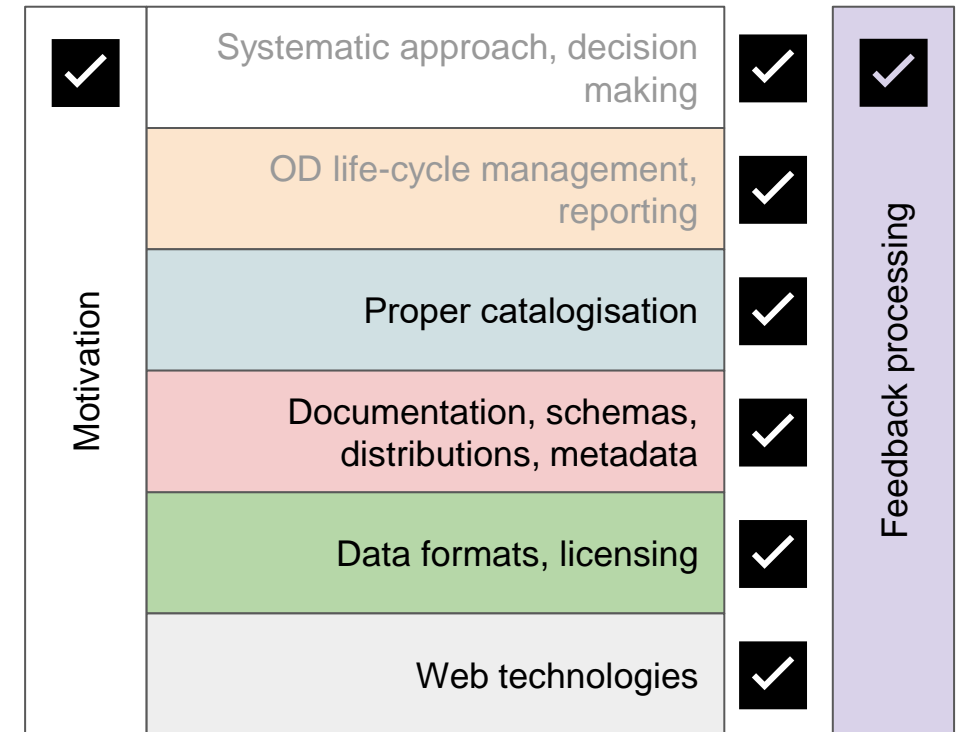 Motivation
Systematic approach, decision
making
OD life-cycle management,
reporting
Proper catalogisation
Documentation, schemas,
distributions, metadata
Data formats, licensing
Web technologies
Feedback processing